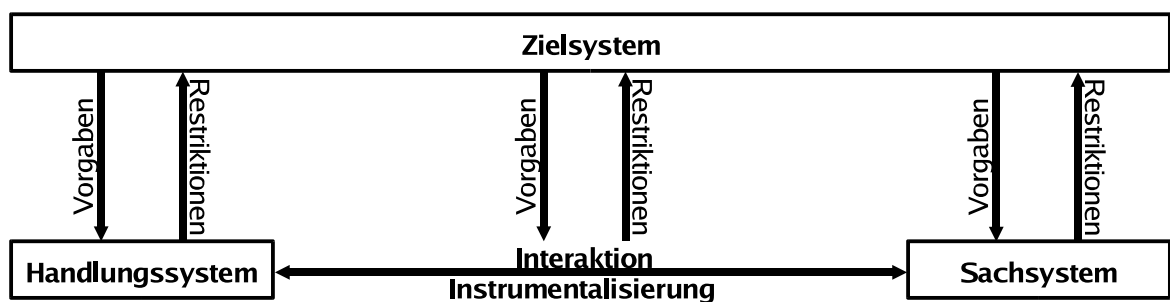 Zielsystem
Vorgaben
Restriktionen
Vorgaben
Restriktionen
Vorgaben
Restriktionen
Handlungssystem
Interaktion
Instrumentalisierung
Sachsystem